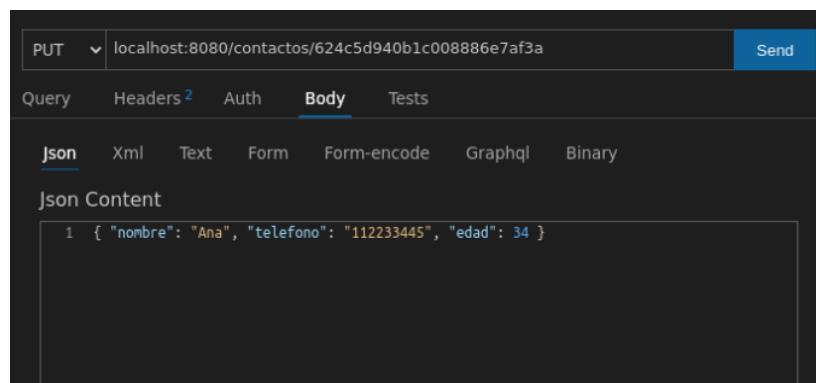 PUT localhost:8080/contactos/624c5d940b1c008886e7af3a Send
Query Headers 2 Auth Body Tests
Json Xml Text Form Form-encode Graphql Binary
Json Content
1 { "nombre": "Ana", "telefono": "112233445", "edad": 34 }